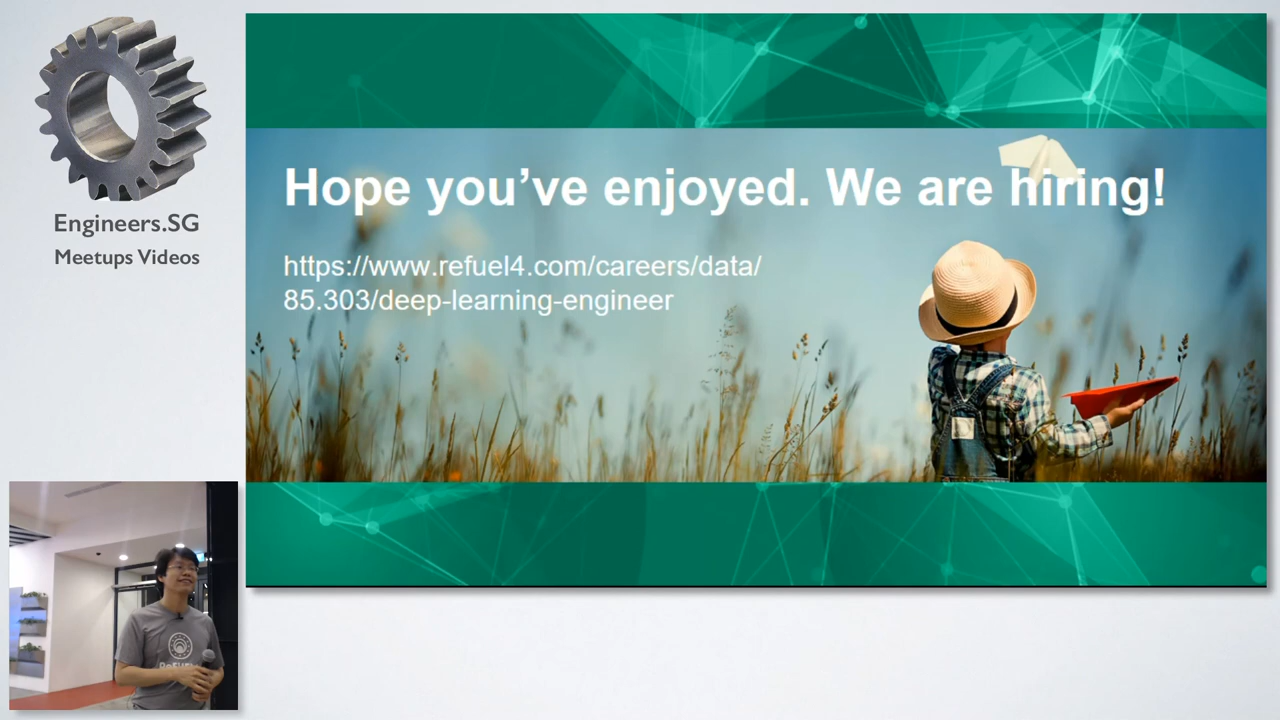 Engineers.SG
Meetups Videos
Hope you’ve enjoyed. We are hiring!
https://www.refuel4.com/careers/data/
85.303/deep-learning-engineer